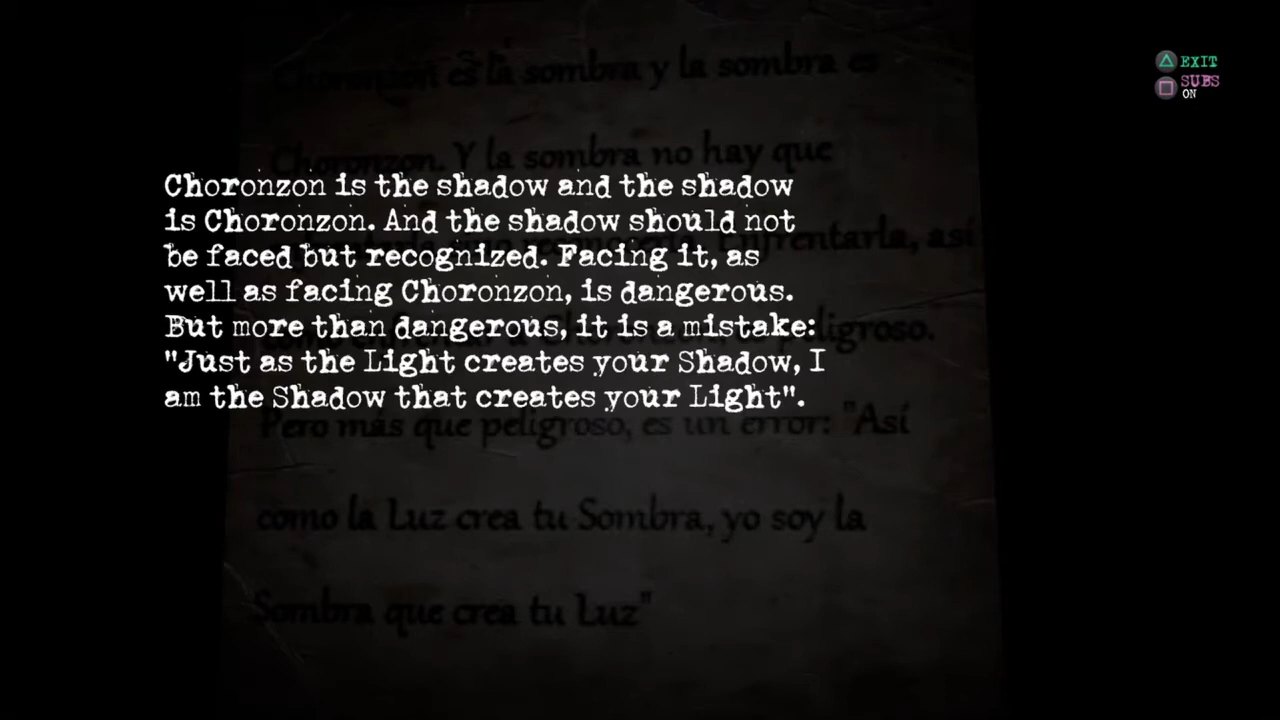 Choronzon es la sombra y la sombra es
EXIT
SUBS
ON
Choronzon. Y la sombra no hay que
Choronzon is the shadow and the shadow
is Choronzon. And the shadow should not
be faced but recognized. Facing it, as
well as facing Choronzon, is dangerous.
But more than dangerous, it is a mistake:
"Just as the Light creates your Shadow, I
am the Shadow that creates your Light".
Enfrentarla, así
peligroso.
Pero más que peligroso, es un error: "Así
como la Luz crea tu Sombra, yo soy la
Sombra que crea tu Luz"